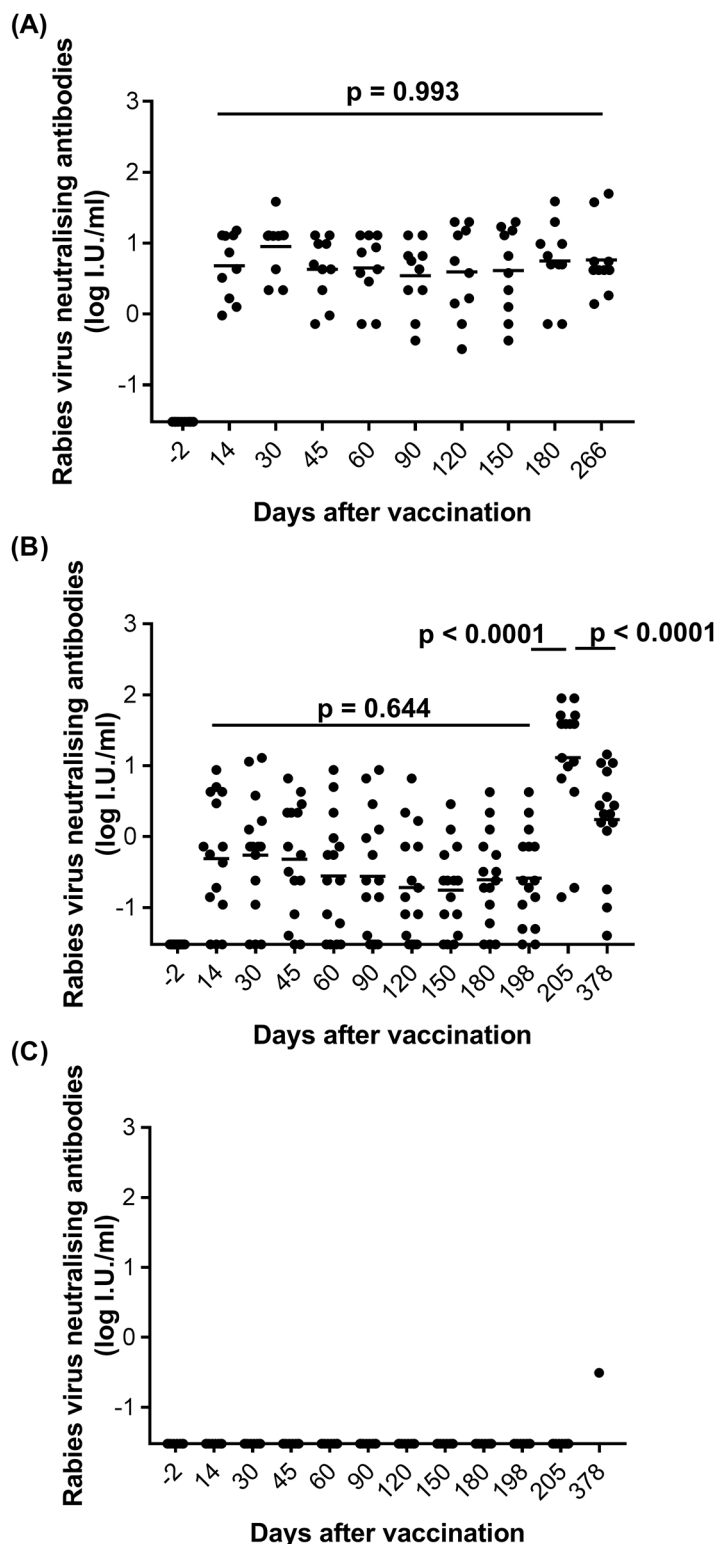 (A)
Rabies virus neutralising antibodies
(log I.U./ml)
p = 0.993
3
2
1
0
-1
-2 14 30 45 60 90 120 150 180 266
Days after vaccination
(B)
Rabies virus neutralising antibodies
(log I.U./ml)
p < 0.0001 p < 0.0001
p = 0.644
3
2
1
0
-1
-2 14 30 45 60 90 120 150 180 198 205 378
Days after vaccination
(C)
Rabies virus neutralising antibodies
(log I.U./ml)
3
2
1
0
-1
-2 14 30 45 60 90 120 150 180 198 205 378
Days after vaccination